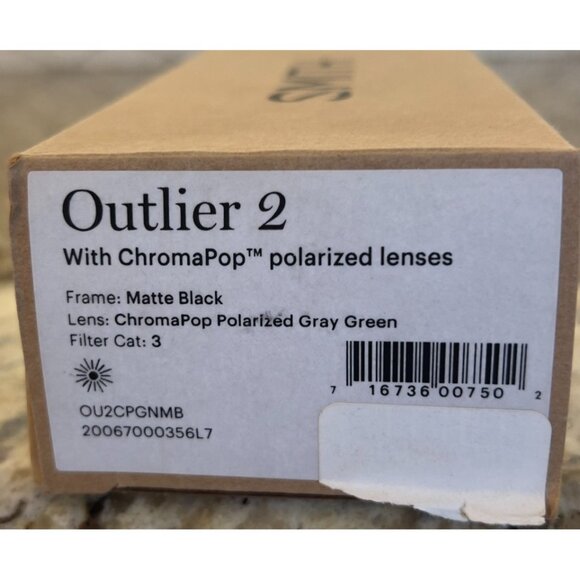 SMITH
Outlier 2
With ChromaPop™ polarized lenses
Frame: Matte Black
Lens: ChromaPop Polarized Gray Green
Filter Cat: 3
7 16736 00750 2
OU2CPGNMB
20067000356L7